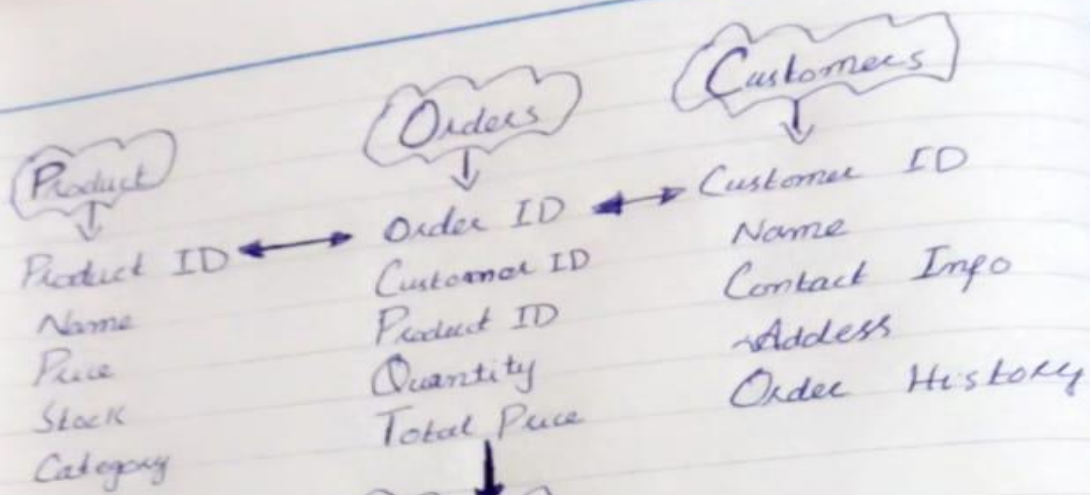 Product
Product ID
Name
Price
Stock
Category
Orders
Order ID
Customer ID
Product ID
Quantity
Total Price
Customers
Customer ID
Name
Contact Info
Addess
Order History